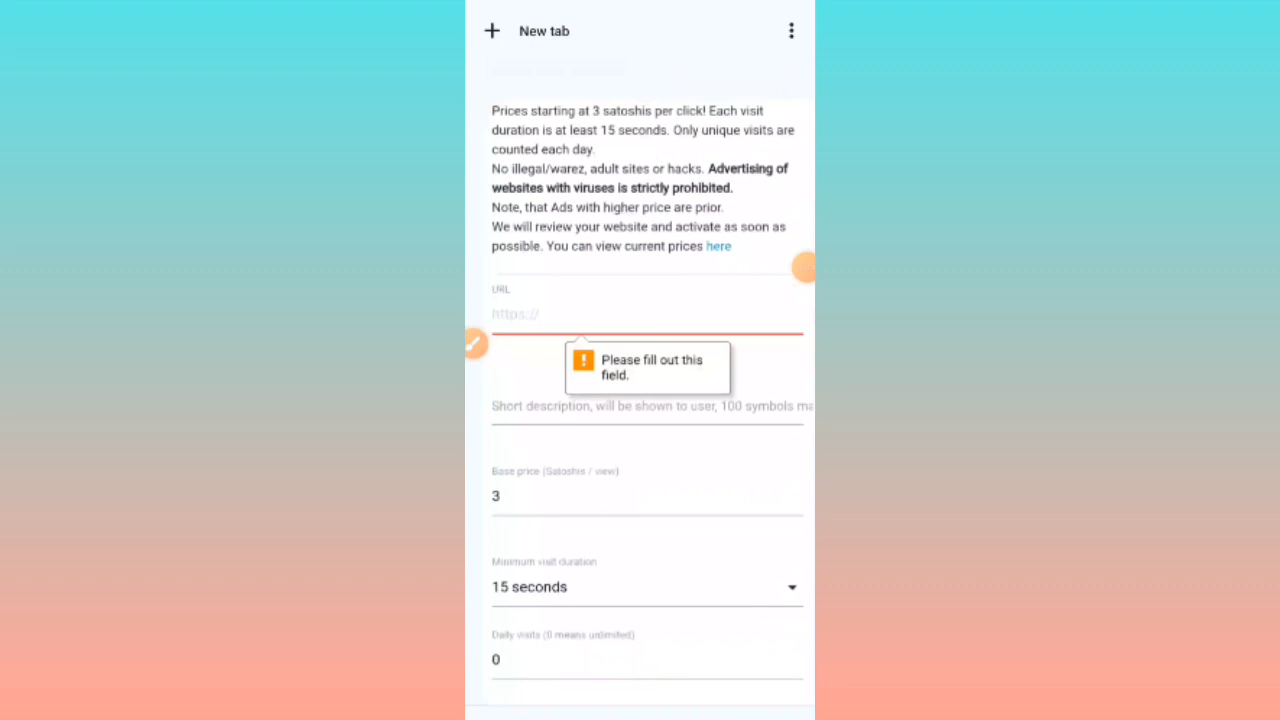 New tab
Prices starting at 3 satoshis per click! Each visit
duration is at least 15 seconds. Only unique visits are
counted each day.
No illegal/warez, adult sites or hacks. Advertising of
websites with viruses is strictly prohibited.
Note, that Ads with higher price are prior.
We will review your website and activate as soon as
possible. You can view current prices here
URL
https://
Please fill out this
field.
Short description, will be shown to user, 100 symbols ma
Base price (Satoshis / view)
3
Minimum visit duration
15 seconds
Daily visits (0 means unlimited)
0